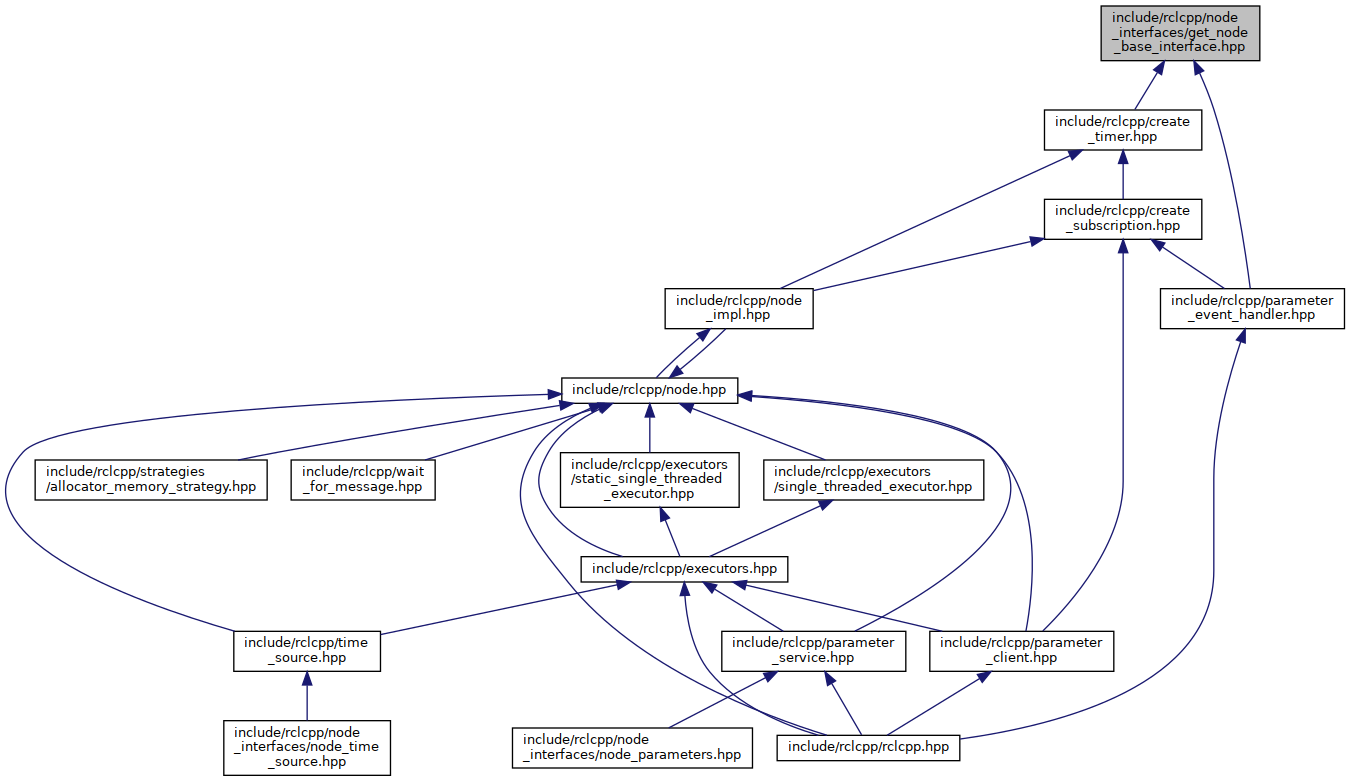 include/rclcpp/node
_interfaces/get_node
_base_interface.hpp
include/rclcpp/create
_timer.hpp
include/rclcpp/create
_subscription.hpp
include/rclcpp/node
_impl.hpp
include/rclcpp/parameter
_event_handler.hpp
include/rclcpp/node.hpp
include/rclcpp/strategies
/allocator_memory_strategy.hpp
include/rclcpp/wait
_for_message.hpp
include/rclcpp/executors
/static_single_threaded
_executor.hpp
include/rclcpp/executors
/single_threaded_executor.hpp
include/rclcpp/executors.hpp
include/rclcpp/time
_source.hpp
include/rclcpp/parameter
_service.hpp
include/rclcpp/parameter
_client.hpp
include/rclcpp/node
_interfaces/node_time
_source.hpp
include/rclcpp/node
_interfaces/node_parameters.hpp
include/rclcpp/rclcpp.hpp